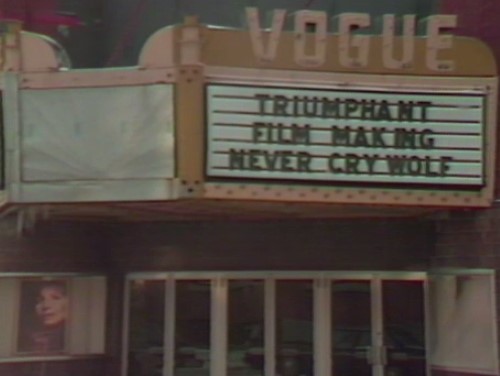 VOGUE
TRIUMPHANT
FILM MAKING
NEVER CRY WOLF